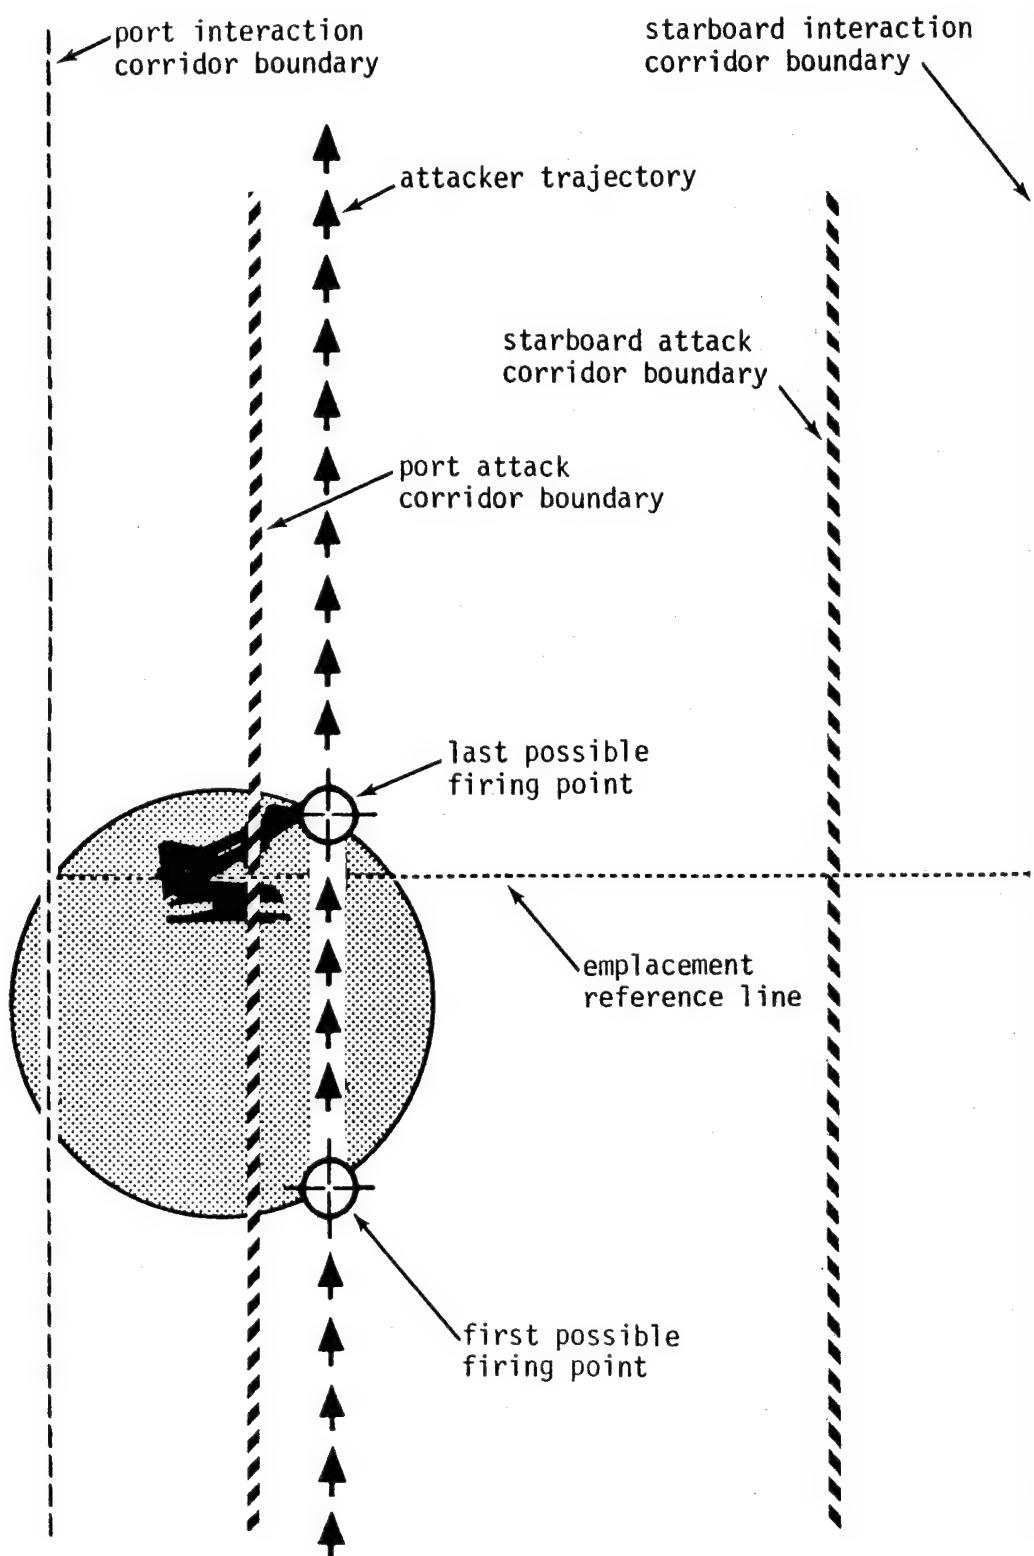 port interaction
corridor boundary
starboard interaction
corridor boundary
attacker trajectory
starboard attack
corridor boundary
port attack
corridor boundary
last possible
firing point
emplacement
reference line
first possible
firing point